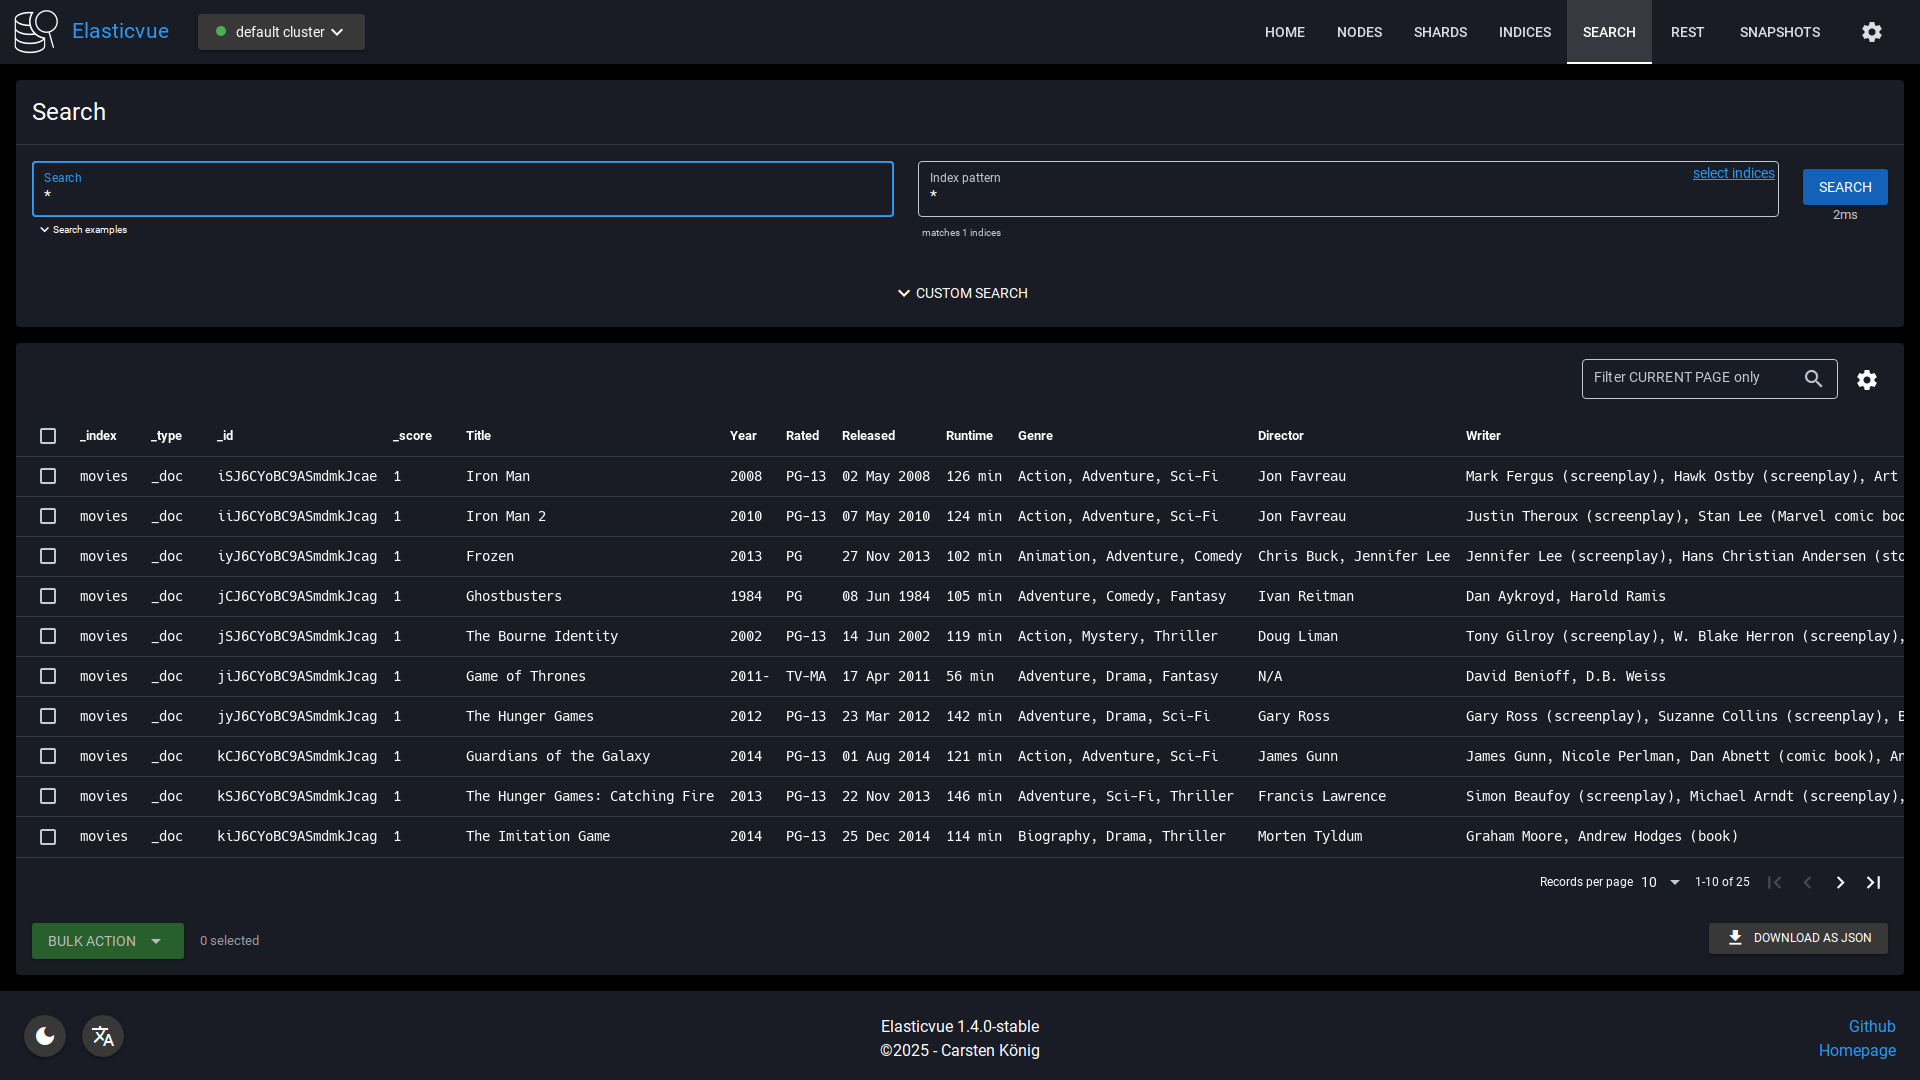 Elasticvue
default cluster
HOME NODES SHARDS INDICES SEARCH REST SNAPSHOTS
Search
Search
*
Index pattern
*
select indices
SEARCH
2ms
Search examples
matches 1 indices
CUSTOM SEARCH
Filter CURRENT PAGE only
_index _type _id _score Title Year Rated Released Runtime Genre Director Writer
movies _doc iSJ6CYoBC9ASmdmkJcae 1 Iron Man 2008 PG-13 02 May 2008 126 min Action, Adventure, Sci-Fi Jon Favreau Mark Fergus (screenplay), Hawk Ostby (screenplay), Art
movies _doc iiJ6CYoBC9ASmdmkJcag 1 Iron Man 2 2010 PG-13 07 May 2010 124 min Action, Adventure, Sci-Fi Jon Favreau Justin Theroux (screenplay), Stan Lee (Marvel comic boo
movies _doc iyJ6CYoBC9ASmdmkJcag 1 Frozen 2013 PG 27 Nov 2013 102 min Animation, Adventure, Comedy Chris Buck, Jennifer Lee Jennifer Lee (screenplay), Hans Christian Andersen (sto
movies _doc jCJ6CYoBC9ASmdmkJcag 1 Ghostbusters 1984 PG 08 Jun 1984 105 min Adventure, Comedy, Fantasy Ivan Reitman Dan Aykroyd, Harold Ramis
movies _doc jSJ6CYoBC9ASmdmkJcag 1 The Bourne Identity 2002 PG-13 14 Jun 2002 119 min Action, Mystery, Thriller Doug Liman Tony Gilroy (screenplay), W. Blake Herron (screenplay),
movies _doc jiJ6CYoBC9ASmdmkJcag 1 Game of Thrones 2011- TV-MA 17 Apr 2011 56 min Adventure, Drama, Fantasy N/A David Benioff, D.B. Weiss
movies _doc jyJ6CYoBC9ASmdmkJcag 1 The Hunger Games 2012 PG-13 23 Mar 2012 142 min Adventure, Drama, Sci-Fi Gary Ross Gary Ross (screenplay), Suzanne Collins (screenplay), B
movies _doc kCJ6CYoBC9ASmdmkJcag 1 Guardians of the Galaxy 2014 PG-13 01 Aug 2014 121 min Action, Adventure, Sci-Fi James Gunn James Gunn, Nicole Perlman, Dan Abnett (comic book), An
movies _doc kSJ6CYoBC9ASmdmkJcag 1 The Hunger Games: Catching Fire 2013 PG-13 22 Nov 2013 146 min Adventure, Sci-Fi, Thriller Francis Lawrence Simon Beaufoy (screenplay), Michael Arndt (screenplay),
movies _doc kiJ6CYoBC9ASmdmkJcag 1 The Imitation Game 2014 PG-13 25 Dec 2014 114 min Biography, Drama, Thriller Morten Tyldum Graham Moore, Andrew Hodges (book)
Records per page 10 1-10 of 25
BULK ACTION 0 selected
DOWNLOAD AS JSON
Elasticvue 1.4.0-stable
©2025 - Carsten König
Github
Homepage